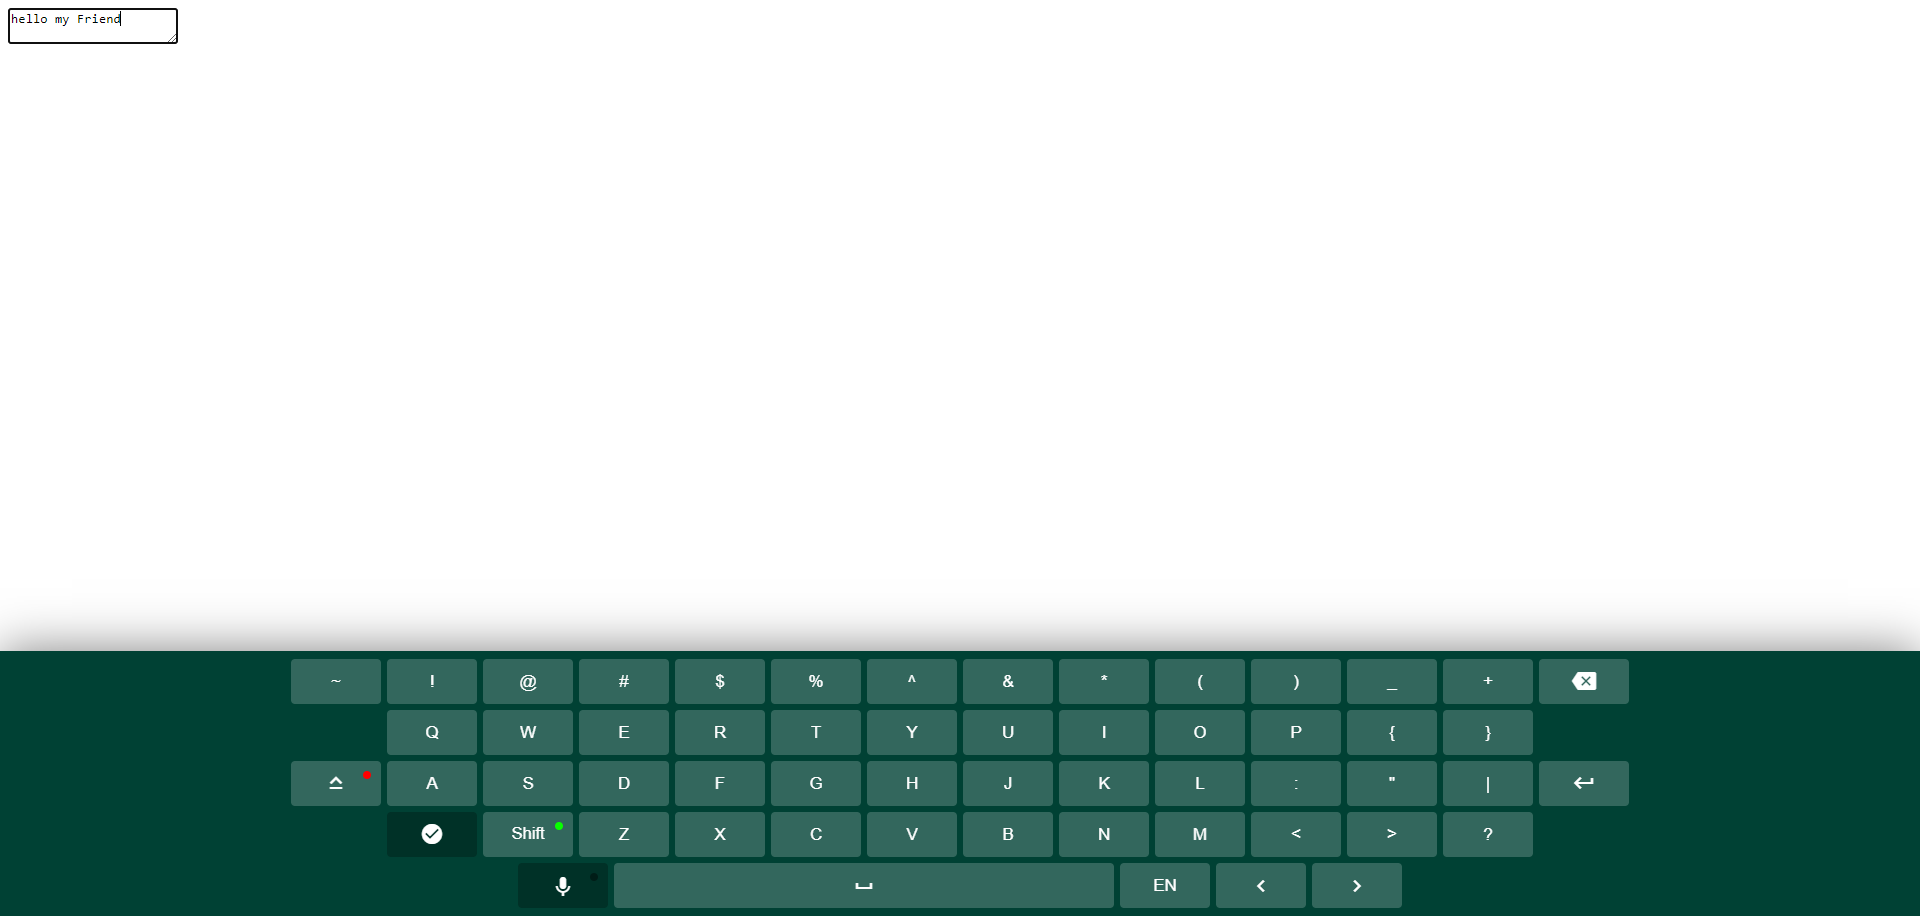 hello my Friend
~ ! @ # $ % ^ & * ( ) _ +
Q W E R T Y U I O P { }
A S D F G H J K L : " |
Shift Z X C V B N M < > ?
EN